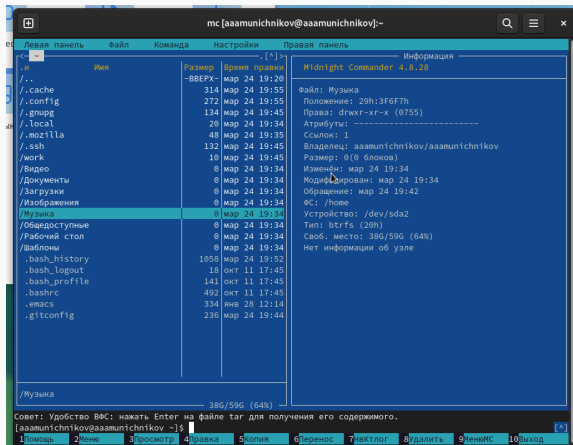 mc [aaamunichnikov@aaamunichnikov]:~
Левая панель Файл Команда Настройки Правая панель
<— ~ .[^]>
.и Имя Размер Время правки
/.. -ВВЕРХ- мар 24 19:20
/.cache 314 мар 24 19:55
/.config 272 мар 24 19:55
/.gnupg 134 мар 24 19:45
/.local 20 мар 24 19:34
/.mozilla 48 мар 24 19:35
/.ssh 132 мар 24 19:45
/work 10 мар 24 19:45
/Видео 0 мар 24 19:34
/Документы 0 мар 24 19:34
/Загрузки 0 мар 24 19:34
/Изображения 0 мар 24 19:34
/Музыка 0 мар 24 19:34
/Общедоступные 0 мар 24 19:34
/Рабочий стол 0 мар 24 19:34
/Шаблоны 0 мар 24 19:34
.bash_history 1058 мар 24 19:52
.bash_logout 18 окт 11 17:45
.bash_profile 141 окт 11 17:45
.bashrc 492 окт 11 17:45
.emacs 334 янв 28 12:14
.gitconfig 236 мар 24 19:44
/Музыка
38G/59G (64%)
Информация
Midnight Commander 4.8.28
Файл: Музыка
Положение: 29h:3F6F7h
Права: drwxr-xr-x (0755)
Атрибуты: -------------------------
Ссылок: 1
Владелец: aaamunichnikov/aaamunichnikov
Размер: 0(0 блоков)
Изменён: мар 24 19:34
Модифицирован: мар 24 19:34
Обращение: мар 24 19:42
ФС: /home
Устройство: /dev/sda2
Тип: btrfs (20h)
Своб. место: 38G/59G (64%)
Нет информации об узле
Совет: Удобство ВФС: нажать Enter на файле tar для получения его содержимого.
[aaamunichnikov@aaamunichnikov ~]$ [^]
1Помощь 2Меню 3Просмотр 4Правка 5Копия 6Перенос 7НвКтлог 8Удалить 9МенюМС 10Выход